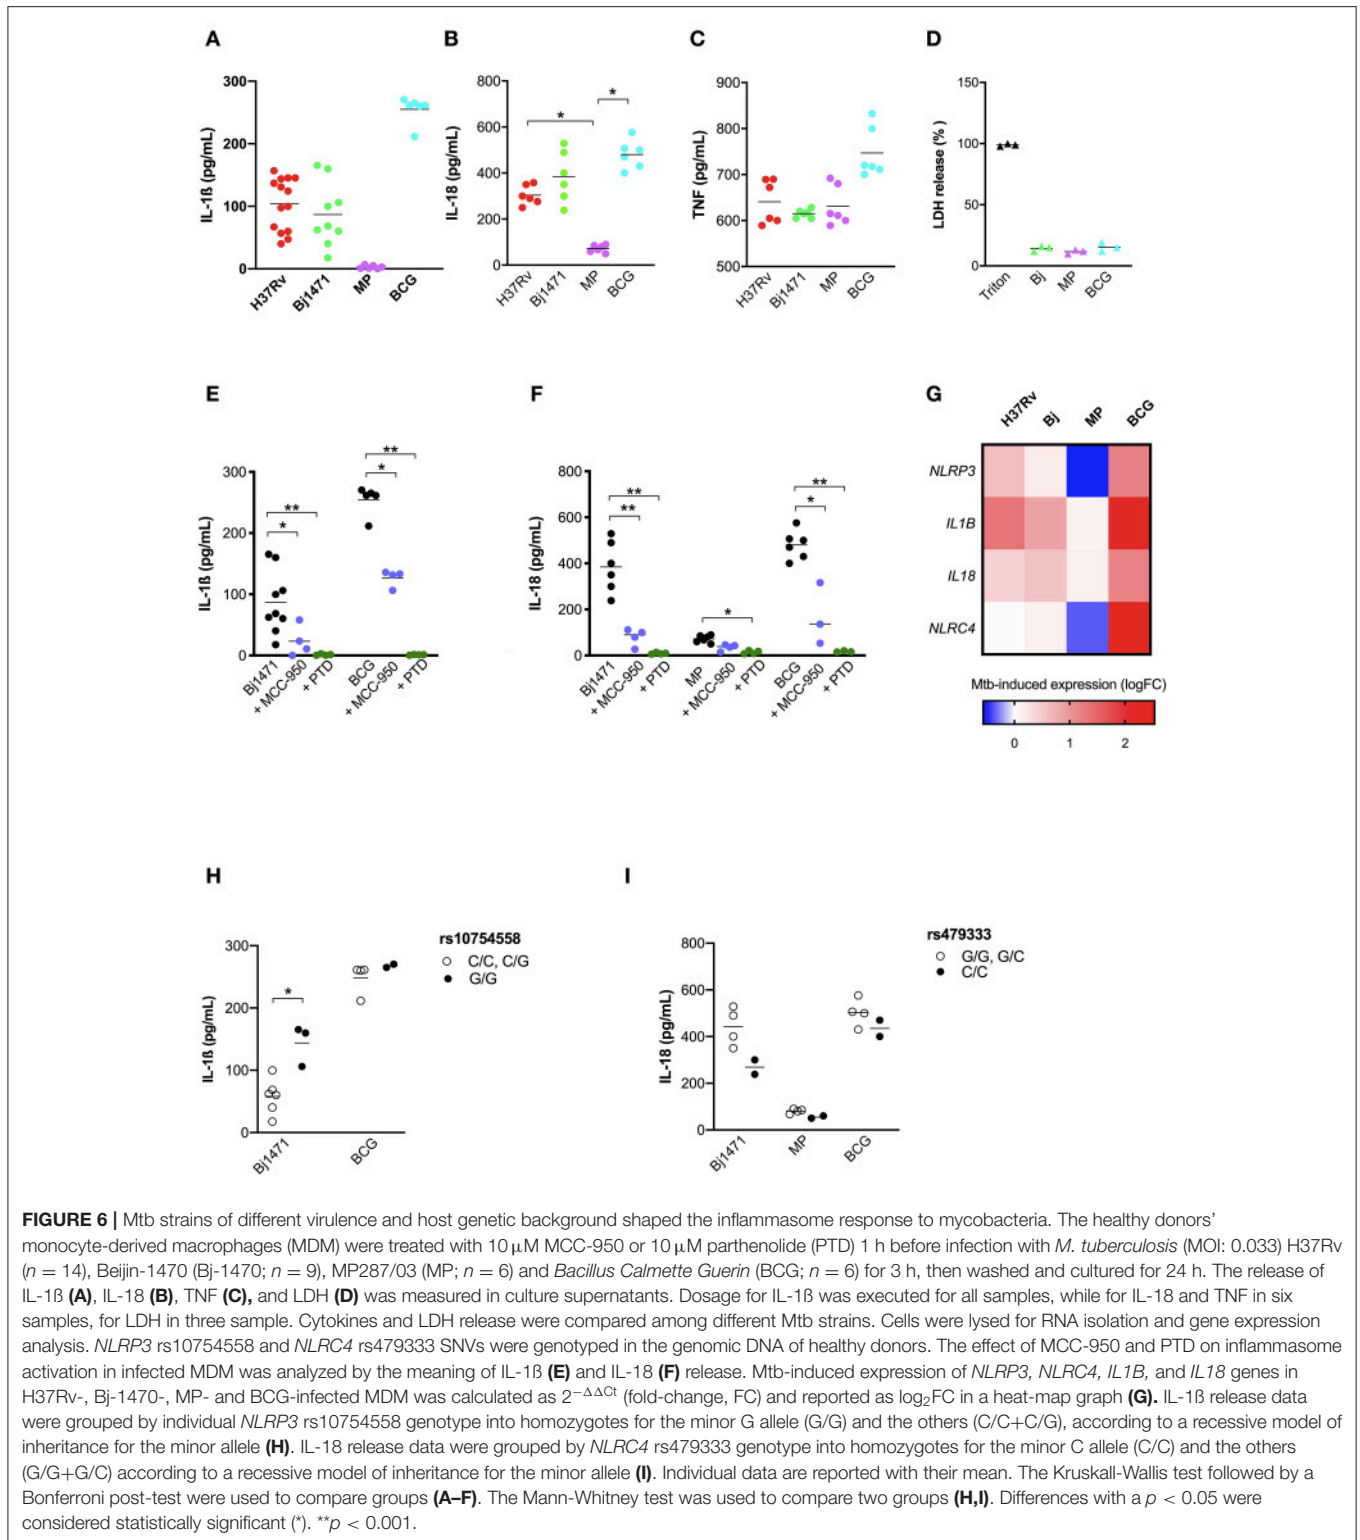 A
B
C
D
300
200
100
0
IL-1ß (pg/mL)
H37Rv
Bj1471
MP
BCG
800
600
400
200
0
IL-18 (pg/mL)
*
*
H37Rv
Bj1471
MP
BCG
900
800
700
600
500
TNF (pg/mL)
H37Rv
Bj1471
MP
BCG
150
100
50
0
LDH release (%)
Triton
Bj
MP
BCG
E
F
G
300
200
100
0
IL-1ß (pg/mL)
**
*
**
*
Bj1471
+ MCC-950
+ PTD
BCG
+ MCC-950
+ PTD
800
600
400
200
0
IL-18 (pg/mL)
**
**
*
**
*
Bj1471
+ MCC-950
+ PTD
MP
+ MCC-950
+ PTD
BCG
+ MCC-950
+ PTD
H37Rv
Bj
MP
BCG
NLRP3
IL1B
IL18
NLRC4
Mtb-induced expression (logFC)
0 1 2
H
I
300
200
100
0
IL-1ß (pg/mL)
*
Bj1471
BCG
rs10754558
C/C, C/G
G/G
800
600
400
200
0
IL-18 (pg/mL)
Bj1471
MP
BCG
rs479333
G/G, G/C
C/C
FIGURE 6 | Mtb strains of different virulence and host genetic background shaped the inflammasome response to mycobacteria. The healthy donors'
monocyte-derived macrophages (MDM) were treated with 10 μM MCC-950 or 10 μM parthenolide (PTD) 1 h before infection with M. tuberculosis (MOI: 0.033) H37Rv
(n = 14), Beijin-1470 (Bj-1470; n = 9), MP287/03 (MP; n = 6) and Bacillus Calmette Guerin (BCG; n = 6) for 3 h, then washed and cultured for 24 h. The release of
IL-1ß (A), IL-18 (B), TNF (C), and LDH (D) was measured in culture supernatants. Dosage for IL-1ß was executed for all samples, while for IL-18 and TNF in six
samples, for LDH in three sample. Cytokines and LDH release were compared among different Mtb strains. Cells were lysed for RNA isolation and gene expression
analysis. NLRP3 rs10754558 and NLRC4 rs479333 SNVs were genotyped in the genomic DNA of healthy donors. The effect of MCC-950 and PTD on inflammasome
activation in infected MDM was analyzed by the meaning of IL-1ß (E) and IL-18 (F) release. Mtb-induced expression of NLRP3, NLRC4, IL1B, and IL18 genes in
H37Rv-, Bj-1470-, MP- and BCG-infected MDM was calculated as 2−ΔΔCt (fold-change, FC) and reported as log2FC in a heat-map graph (G). IL-1ß release data
were grouped by individual NLRP3 rs10754558 genotype into homozygotes for the minor G allele (G/G) and the others (C/C+C/G), according to a recessive model of
inheritance for the minor allele (H). IL-18 release data were grouped by NLRC4 rs479333 genotype into homozygotes for the minor C allele (C/C) and the others
(G/G+G/C) according to a recessive model of inheritance for the minor allele (I). Individual data are reported with their mean. The Kruskall-Wallis test followed by a
Bonferroni post-test were used to compare groups (A–F). The Mann-Whitney test was used to compare two groups (H,I). Differences with a p < 0.05 were
considered statistically significant (*). **p < 0.001.